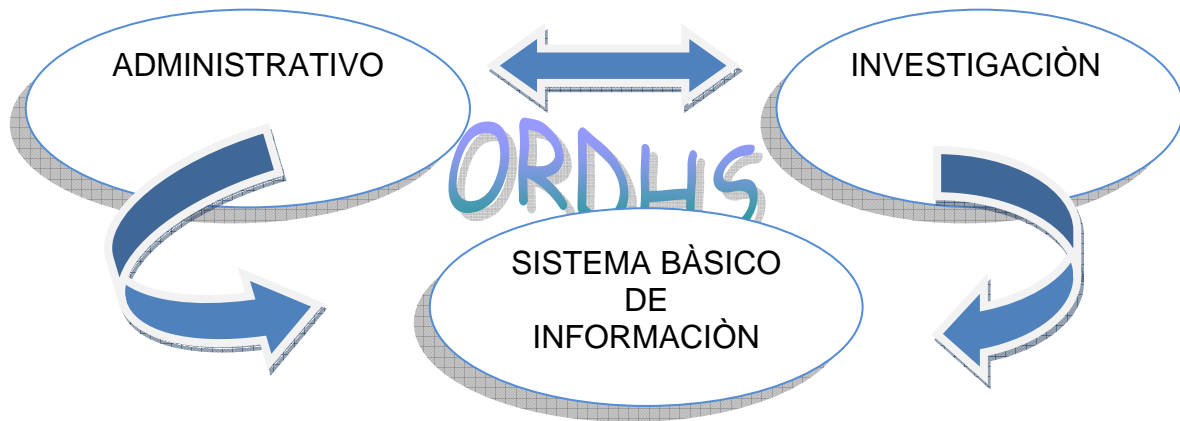 ADMINISTRATIVO
INVESTIGACIÒN
ORDHS
SISTEMA BÀSICO
DE
INFORMACIÒN